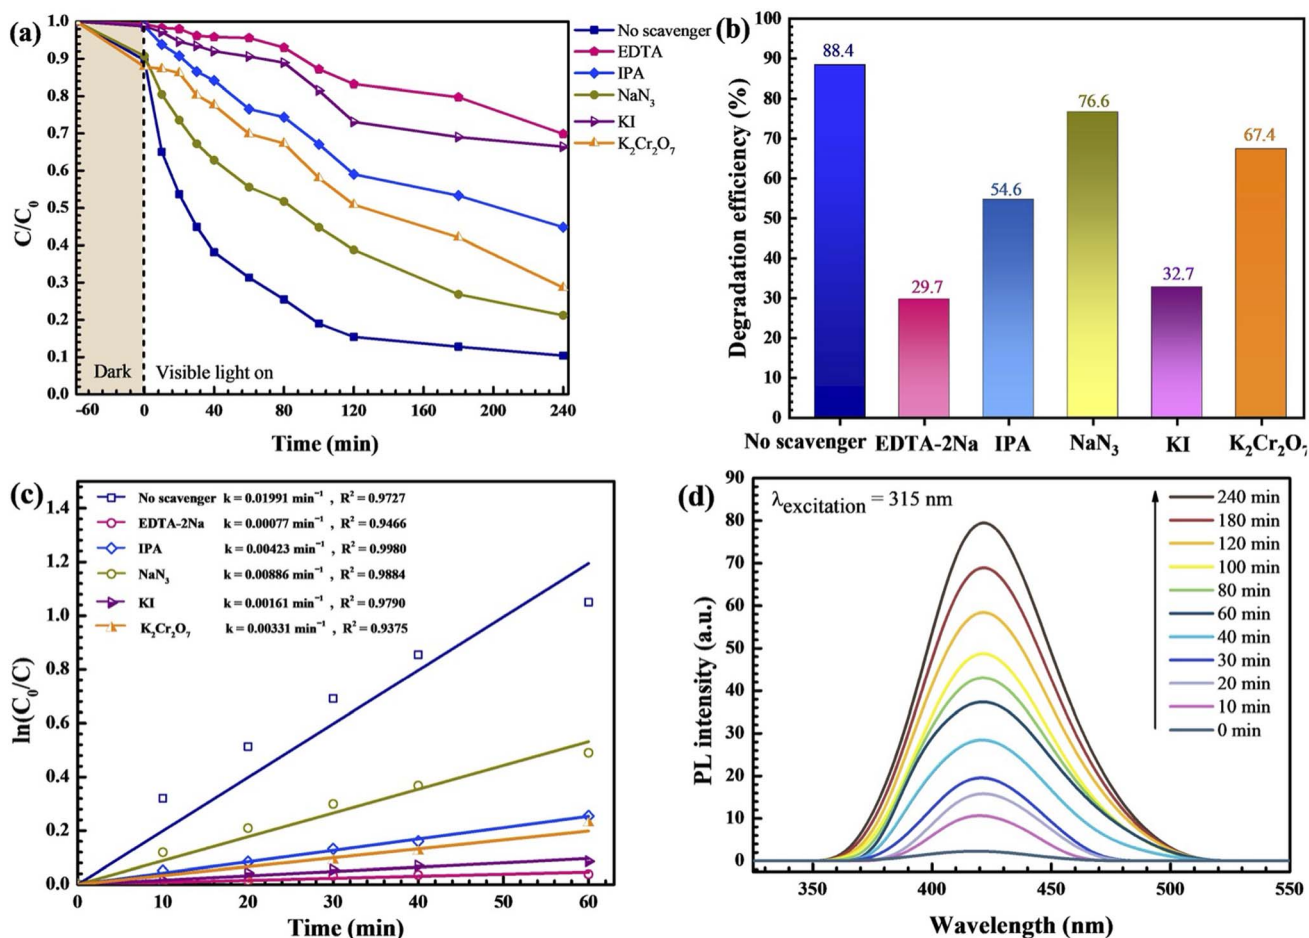 (a)
1.0
0.9
0.8
0.7
0.6
0.5
0.4
0.3
0.2
0.1
0.0
C/C₀
Dark
Visible light on
-60 0 40 80 120 160 200 240
Time (min)
No scavenger
EDTA
IPA
NaN₃
KI
K₂Cr₂O₇
(b)
100
90
80
70
60
50
40
30
20
10
0
Degradation efficiency (%)
88.4
29.7
54.6
76.6
32.7
67.4
No scavenger EDTA-2Na IPA NaN₃ KI K₂Cr₂O₇
(c)
No scavenger k = 0.01991 min⁻¹ , R² = 0.9727
EDTA-2Na k = 0.00077 min⁻¹ , R² = 0.9466
IPA k = 0.00423 min⁻¹ , R² = 0.9980
NaN₃ k = 0.00886 min⁻¹ , R² = 0.9884
KI k = 0.00161 min⁻¹ , R² = 0.9790
K₂Cr₂O₇ k = 0.00331 min⁻¹ , R² = 0.9375
1.4
1.2
1.0
0.8
0.6
0.4
0.2
0.0
ln(C₀/C)
0 10 20 30 40 50 60
Time (min)
(d)
λexcitation = 315 nm
90
80
70
60
50
40
30
20
10
0
PL intensity (a.u.)
240 min
180 min
120 min
100 min
80 min
60 min
40 min
30 min
20 min
10 min
0 min
350 400 450 500 550
Wavelength (nm)